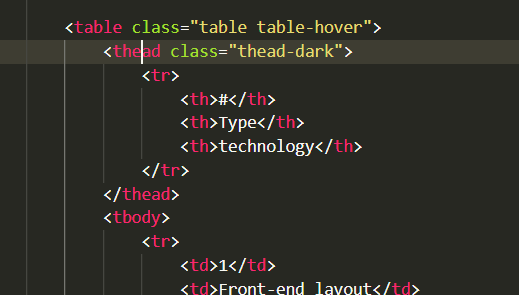 <table class="table table-hover">
<thead class="thead-dark">
<tr>
<th>#</th>
<th>Type</th>
<th>technology</th>
</tr>
</thead>
<tbody>
<tr>
<td>1</td>
<td>Front-end layout</td>